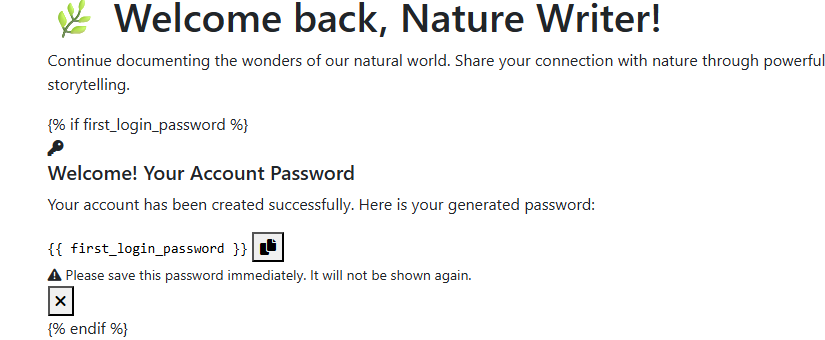 Welcome back, Nature Writer!
Continue documenting the wonders of our natural world. Share your connection with nature through powerful
storytelling.
{% if first_login_password %}
Welcome! Your Account Password
Your account has been created successfully. Here is your generated password:
{{ first_login_password }}
Please save this password immediately. It will not be shown again.
{% endif %}